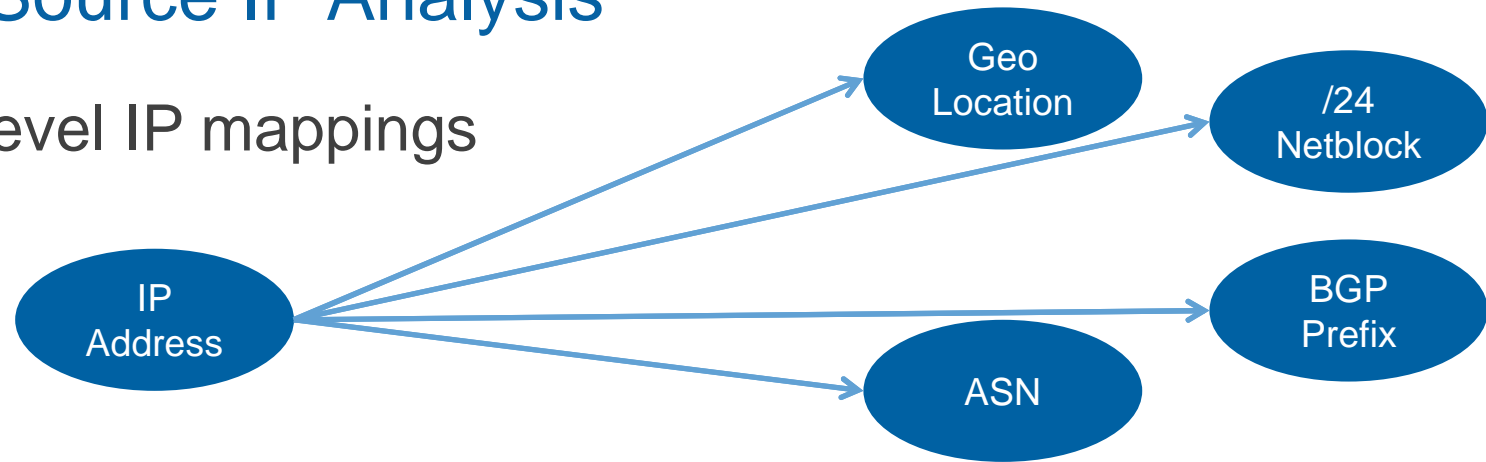 Source IP Analysis
evel IP mappings
Geo
Location
/24
Netblock
IP
Address
BGP
Prefix
ASN